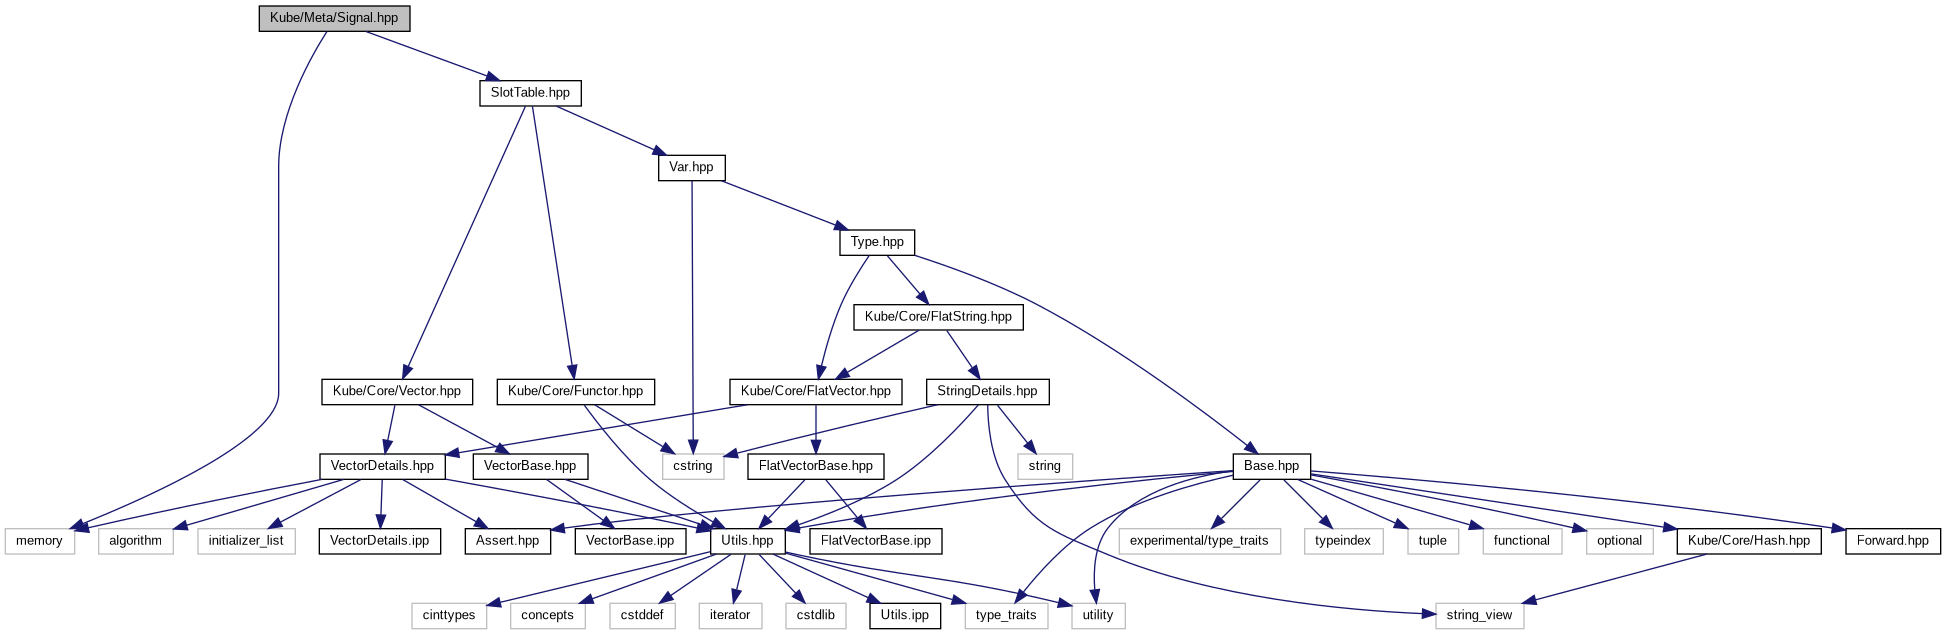 Kube/Meta/Signal.hpp
SlotTable.hpp
Var.hpp
Type.hpp
Kube/Core/FlatString.hpp
Kube/Core/Vector.hpp
Kube/Core/Functor.hpp
Kube/Core/FlatVector.hpp
StringDetails.hpp
VectorDetails.hpp
VectorBase.hpp
cstring
FlatVectorBase.hpp
string
Base.hpp
memory
algorithm
initializer_list
VectorDetails.ipp
Assert.hpp
VectorBase.ipp
Utils.hpp
FlatVectorBase.ipp
experimental/type_traits
typeindex
tuple
functional
optional
Kube/Core/Hash.hpp
Forward.hpp
cinttypes
concepts
cstddef
iterator
cstdlib
Utils.ipp
type_traits
utility
string_view